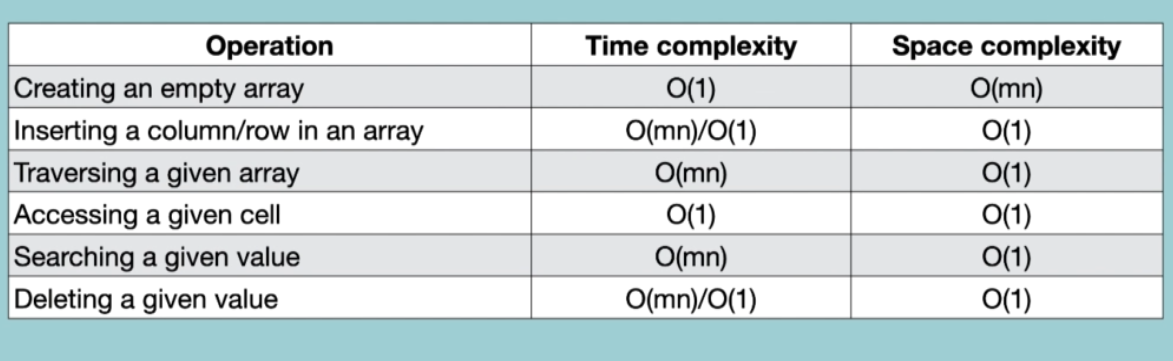 Operation Time complexity Space complexity
Creating an empty array O(1) O(mn)
Inserting a column/row in an array O(mn)/O(1) O(1)
Traversing a given array O(mn) O(1)
Accessing a given cell O(1) O(1)
Searching a given value O(mn) O(1)
Deleting a given value O(mn)/O(1) O(1)